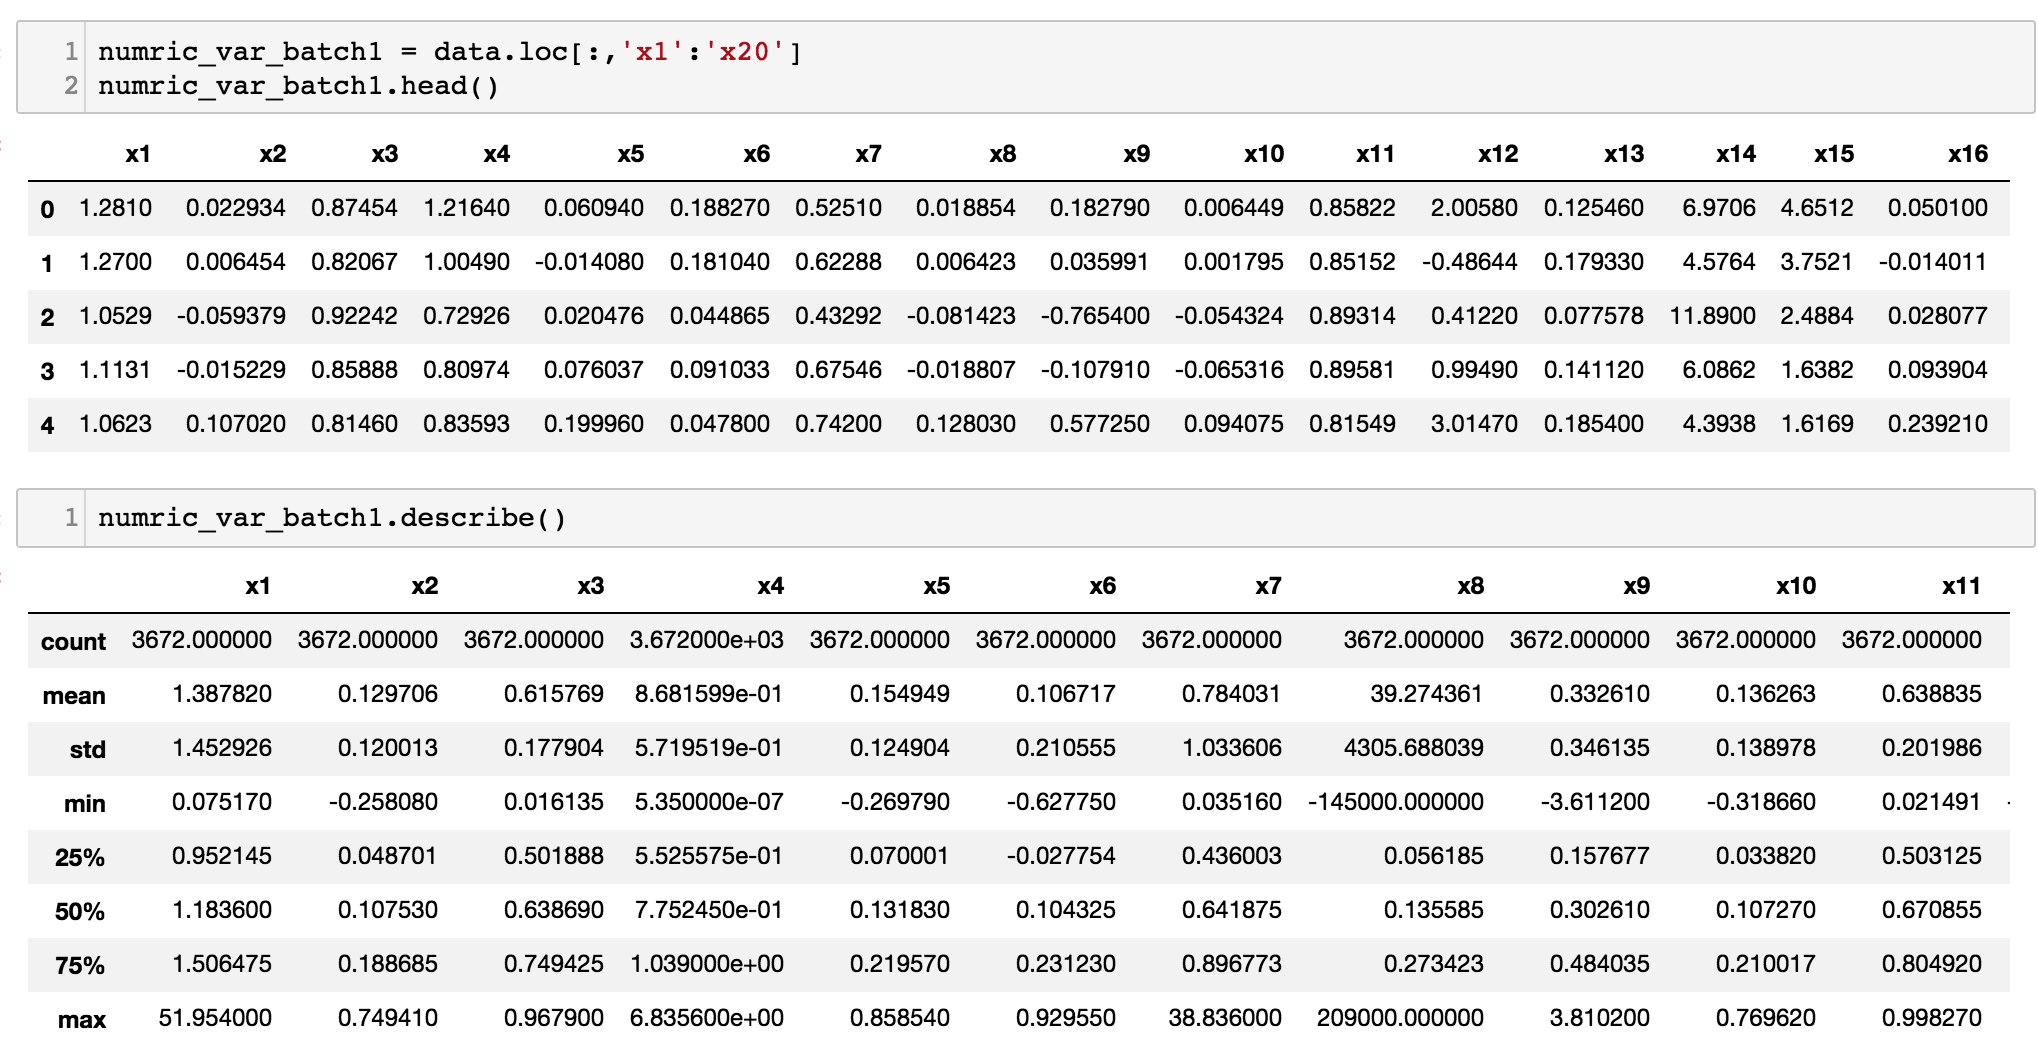 1 numric_var_batch1 = data.loc[:,'x1':'x20']
2 numric_var_batch1.head()
x1 x2 x3 x4 x5 x6 x7 x8 x9 x10 x11 x12 x13 x14 x15 x16
0 1.2810 0.022934 0.87454 1.21640 0.060940 0.188270 0.52510 0.018854 0.182790 0.006449 0.85822 2.00580 0.125460 6.9706 4.6512 0.050100
1 1.2700 0.006454 0.82067 1.00490 -0.014080 0.181040 0.62288 0.006423 0.035991 0.001795 0.85152 -0.48644 0.179330 4.5764 3.7521 -0.014011
2 1.0529 -0.059379 0.92242 0.72926 0.020476 0.044865 0.43292 -0.081423 -0.765400 -0.054324 0.89314 0.41220 0.077578 11.8900 2.4884 0.028077
3 1.1131 -0.015229 0.85888 0.80974 0.076037 0.091033 0.67546 -0.018807 -0.107910 -0.065316 0.89581 0.99490 0.141120 6.0862 1.6382 0.093904
4 1.0623 0.107020 0.81460 0.83593 0.199960 0.047800 0.74200 0.128030 0.577250 0.094075 0.81549 3.01470 0.185400 4.3938 1.6169 0.239210
1 numric_var_batch1.describe()
x1 x2 x3 x4 x5 x6 x7 x8 x9 x10 x11
count 3672.000000 3672.000000 3672.000000 3.672000e+03 3672.000000 3672.000000 3672.000000 3672.000000 3672.000000 3672.000000 3672.000000
mean 1.387820 0.129706 0.615769 8.681599e-01 0.154949 0.106717 0.784031 39.274361 0.332610 0.136263 0.638835
std 1.452926 0.120013 0.177904 5.719519e-01 0.124904 0.210555 1.033606 4305.688039 0.346135 0.138978 0.201986
min 0.075170 -0.258080 0.016135 5.350000e-07 -0.269790 -0.627750 0.035160 -145000.000000 -3.611200 -0.318660 0.021491
25% 0.952145 0.048701 0.501888 5.525575e-01 0.070001 -0.027754 0.436003 0.056185 0.157677 0.033820 0.503125
50% 1.183600 0.107530 0.638690 7.752450e-01 0.131830 0.104325 0.641875 0.135585 0.302610 0.107270 0.670855
75% 1.506475 0.188685 0.749425 1.039000e+00 0.219570 0.231230 0.896773 0.273423 0.484035 0.210017 0.804920
max 51.954000 0.749410 0.967900 6.835600e+00 0.858540 0.929550 38.836000 209000.000000 3.810200 0.769620 0.998270